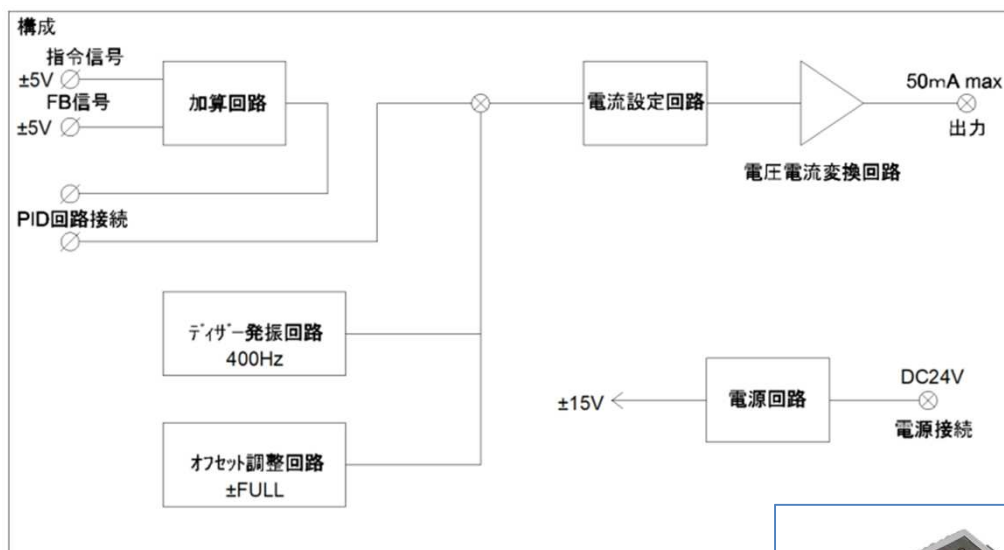 構成
指令信号
±5V
FB信号
±5V
加算回路
PID回路接続
電流設定回路
電圧電流変換回路
50mA max
出力
ディザー発振回路
400Hz
オフセット調整回路
±FULL
±15V
電源回路
DC24V
電源接続